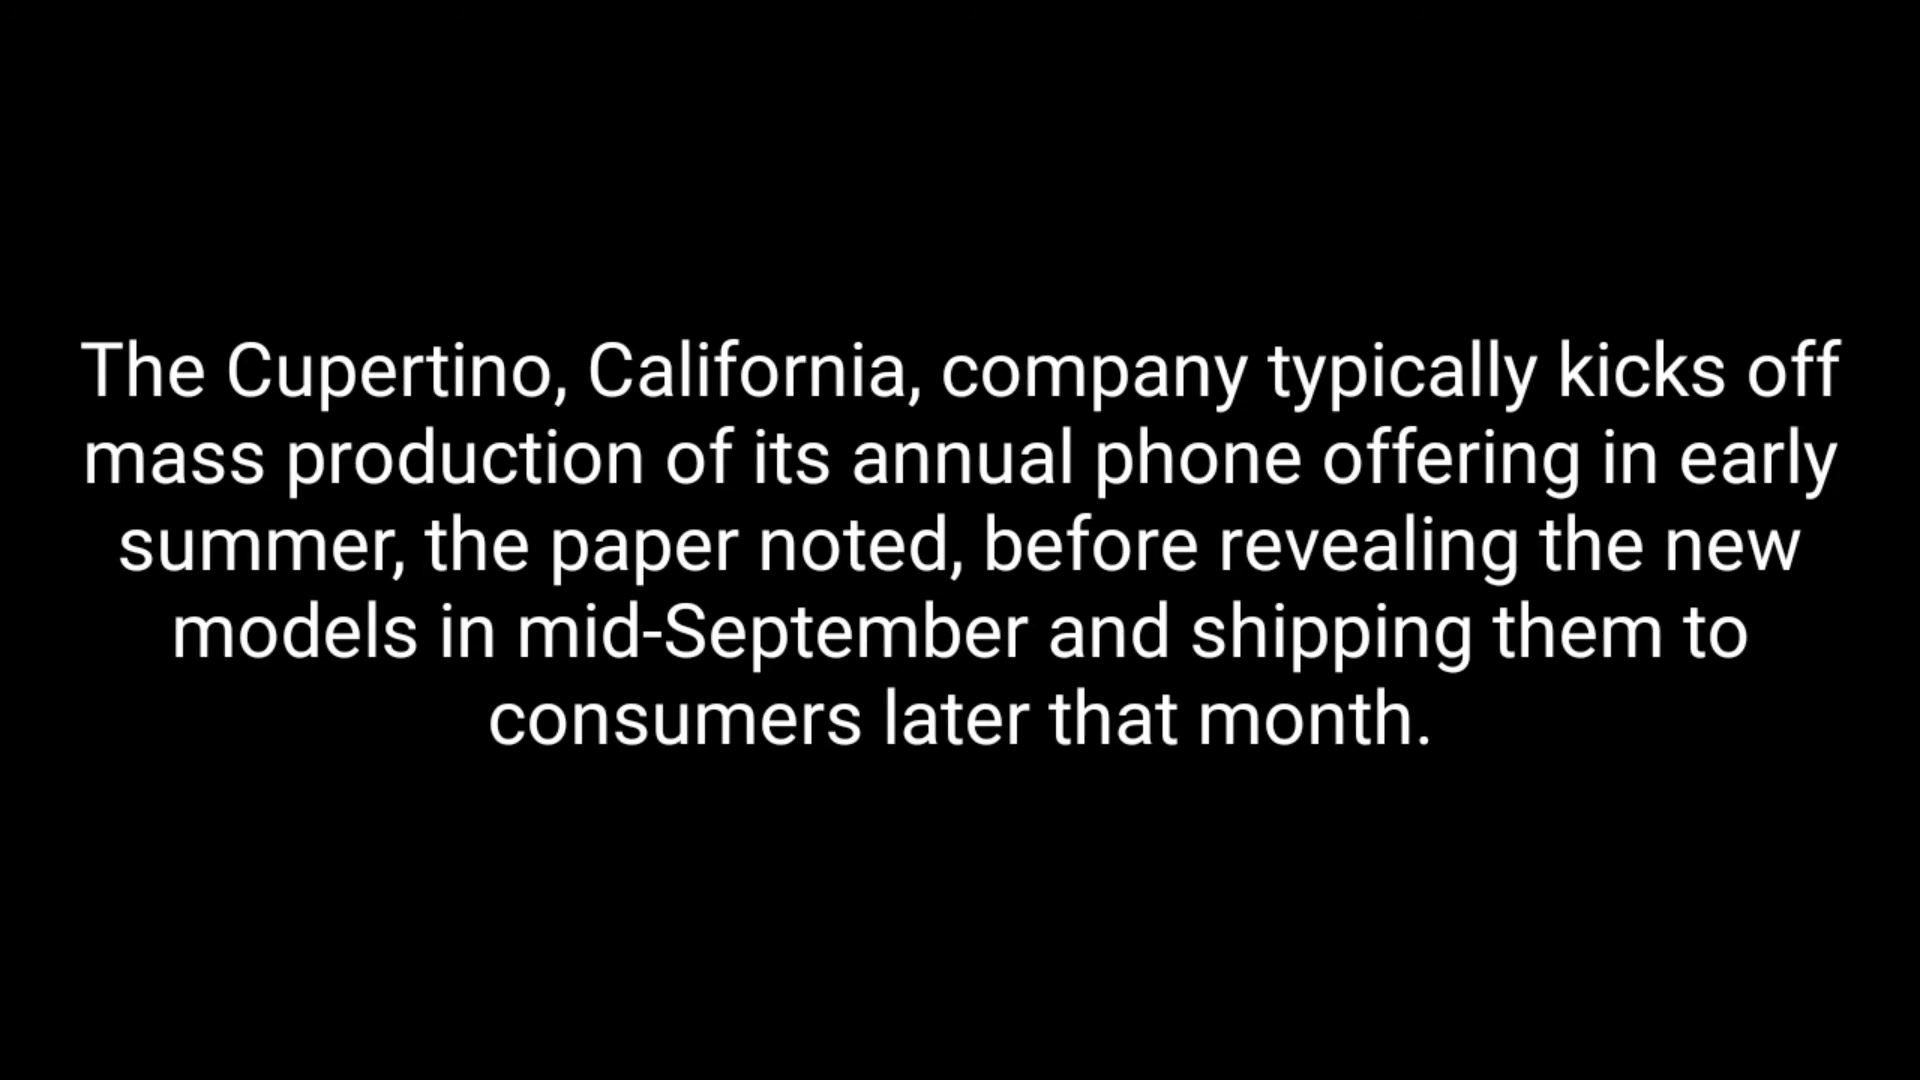 The Cupertino, California, company typically kicks off
mass production of its annual phone offering in early
summer, the paper noted, before revealing the new
models in mid-September and shipping them to
consumers later that month.